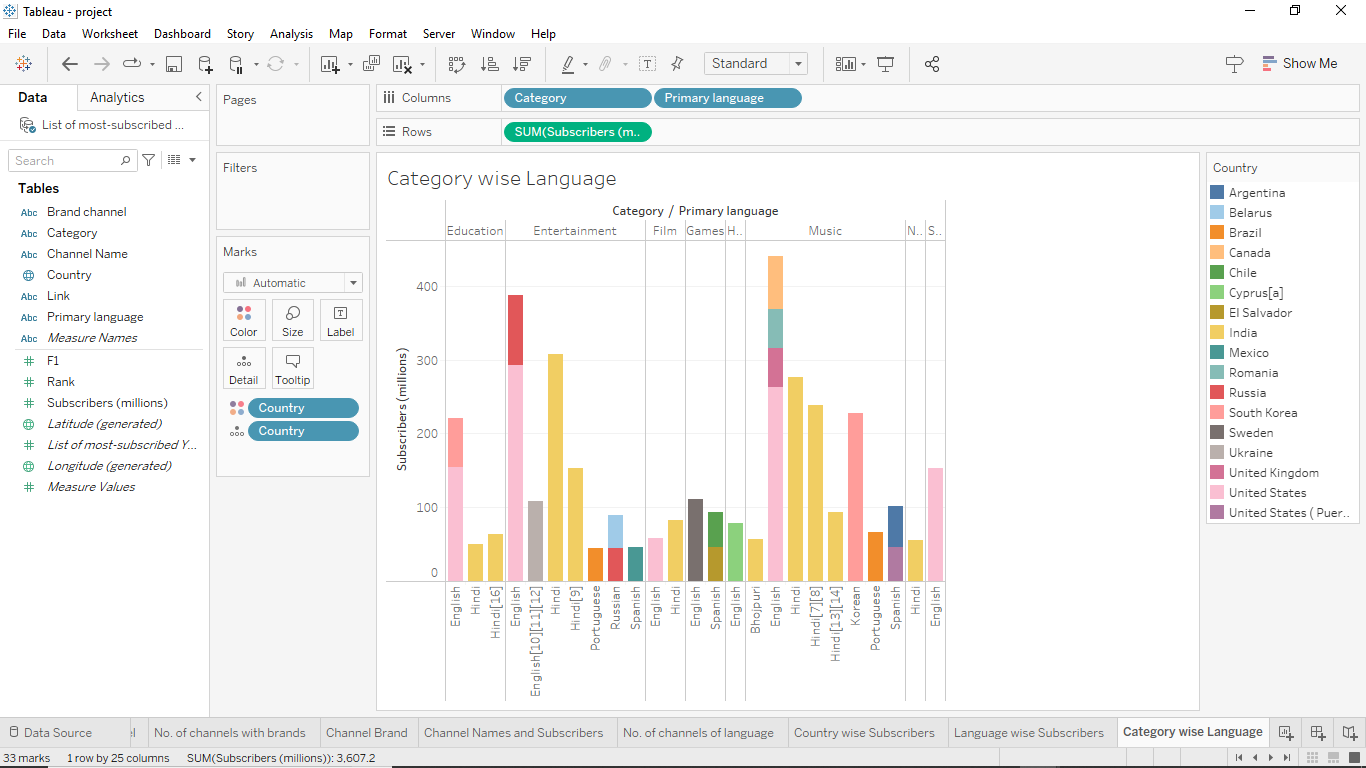 Tableau - project
File Data Worksheet Dashboard Story Analysis Map Format Server Window Help
Standard
Show Me
Data Analytics
List of most-subscribed ...
Search
Tables
Abc Brand channel
Abc Category
Abc Channel Name
Country
Abc Link
Abc Primary language
Abc Measure Names
F1
Rank
Subscribers (millions)
Latitude (generated)
List of most-subscribed Y...
Longitude (generated)
Measure Values
Pages
Filters
Marks
Automatic
Color Size Label
Detail Tooltip
Country
Country
Columns Category Primary language
Rows SUM(Subscribers (m..
Category wise Language
Category / Primary language
Education Entertainment Film Games H.. Music N.. S..
Subscribers (millions)
400
300
200
100
0
English
Hindi
Hindi[16]
English
English[10][11][12]
Hindi
Hindi[9]
Portuguese
Russian
Spanish
English
Hindi
English
Spanish
English
Bhojpuri
English
Hindi
Hindi[7][8]
Hindi[13][14]
Korean
Portuguese
Spanish
Hindi
English
Country
Argentina
Belarus
Brazil
Canada
Chile
Cyprus[a]
El Salvador
India
Mexico
Romania
Russia
South Korea
Sweden
Ukraine
United Kingdom
United States
United States ( Puer..
Data Source el No. of channels with brands Channel Brand Channel Names and Subscribers No. of channels of language Country wise Subscribers Language wise Subscribers Category wise Language
33 marks 1 row by 25 columns SUM(Subscribers (millions)): 3,607.2